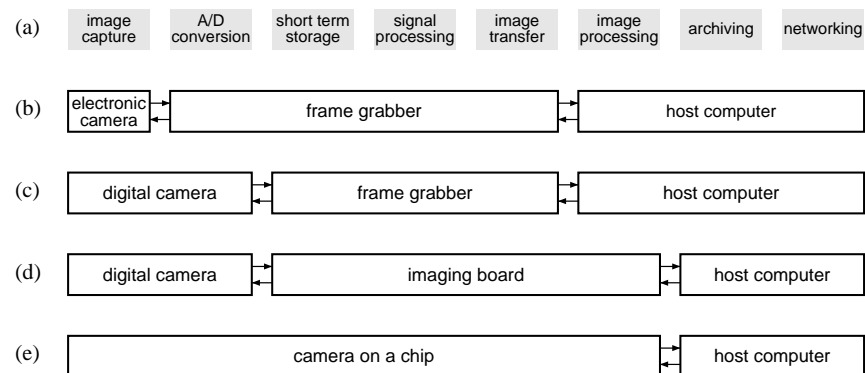 (a)
image
capture
A/D
conversion
short term
storage
signal
processing
image
transfer
image
processing
archiving
networking
(b)
electronic
camera
frame grabber
host computer
(c)
digital camera
frame grabber
host computer
(d)
digital camera
imaging board
host computer
(e)
camera on a chip
host computer